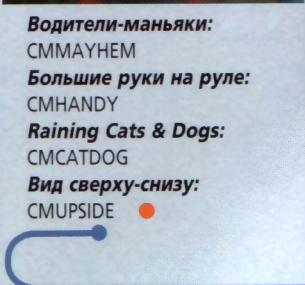 Водители-маньяки:
CMMAYHEM
Большие руки на руле:
CMHANDY
Raining Cats & Dogs:
CMCATDOG
Вид сверху-снизу:
CMUPSIDE